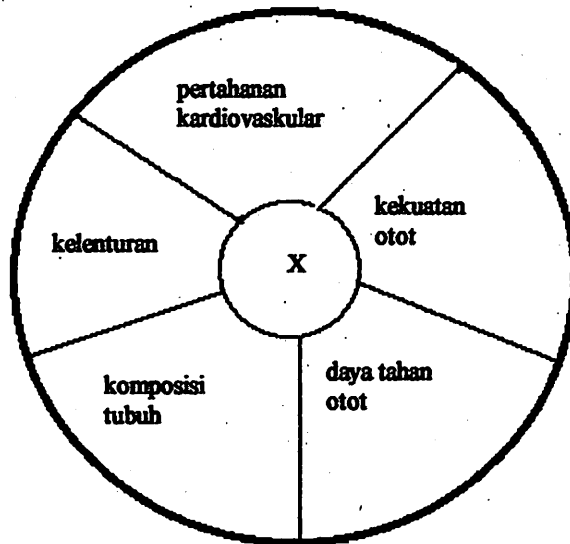 pertahanan
kardiovaskular
kekuatan
otot
kelenturan
X
komposisi
tubuh
daya tahan
otot